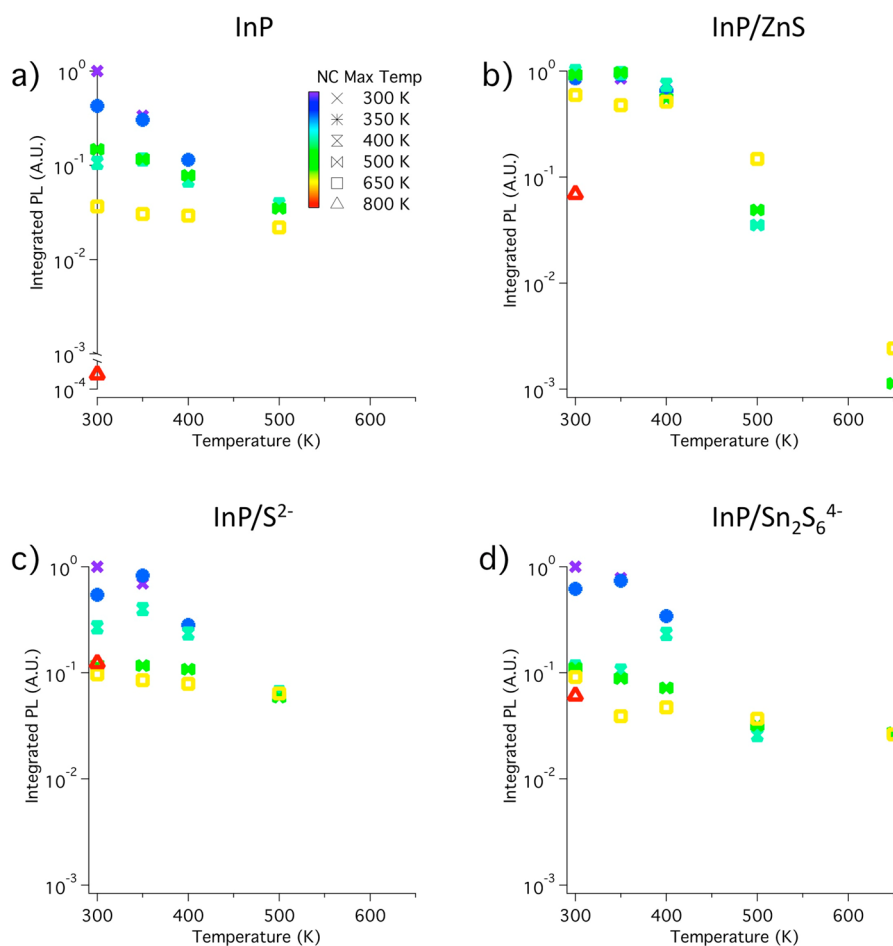 InP
InP/ZnS
a)
b)
NC Max Temp
300 K
350 K
400 K
500 K
650 K
800 K
Integrated PL (A.U.)
10^0
10^-1
10^-2
10^-3
10^-4
300
400
500
600
Temperature (K)
Integrated PL (A.U.)
10^0
10^-1
10^-2
10^-3
300
400
500
600
Temperature (K)
InP/S^2-
InP/Sn₂S₆^4-
c)
d)
Integrated PL (A.U.)
10^0
10^-1
10^-2
10^-3
300
400
500
600
Temperature (K)
Integrated PL (A.U.)
10^0
10^-1
10^-2
10^-3
300
400
500
600
Temperature (K)